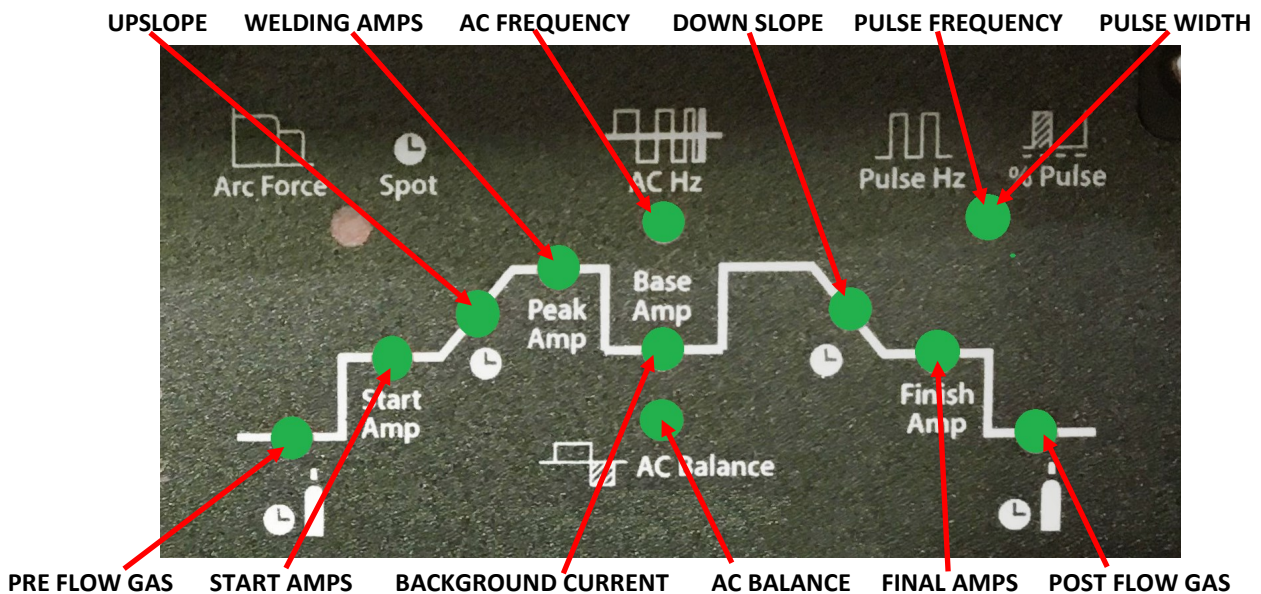 UPSLOPE WELDING AMPS AC FREQUENCY DOWN SLOPE PULSE FREQUENCY PULSE WIDTH
Arc Force Spot AC Hz Pulse Hz % Pulse
Peak
Amp
Base
Amp
Start
Amp
Finish
Amp
AC Balance
PRE FLOW GAS START AMPS BACKGROUND CURRENT AC BALANCE FINAL AMPS POST FLOW GAS